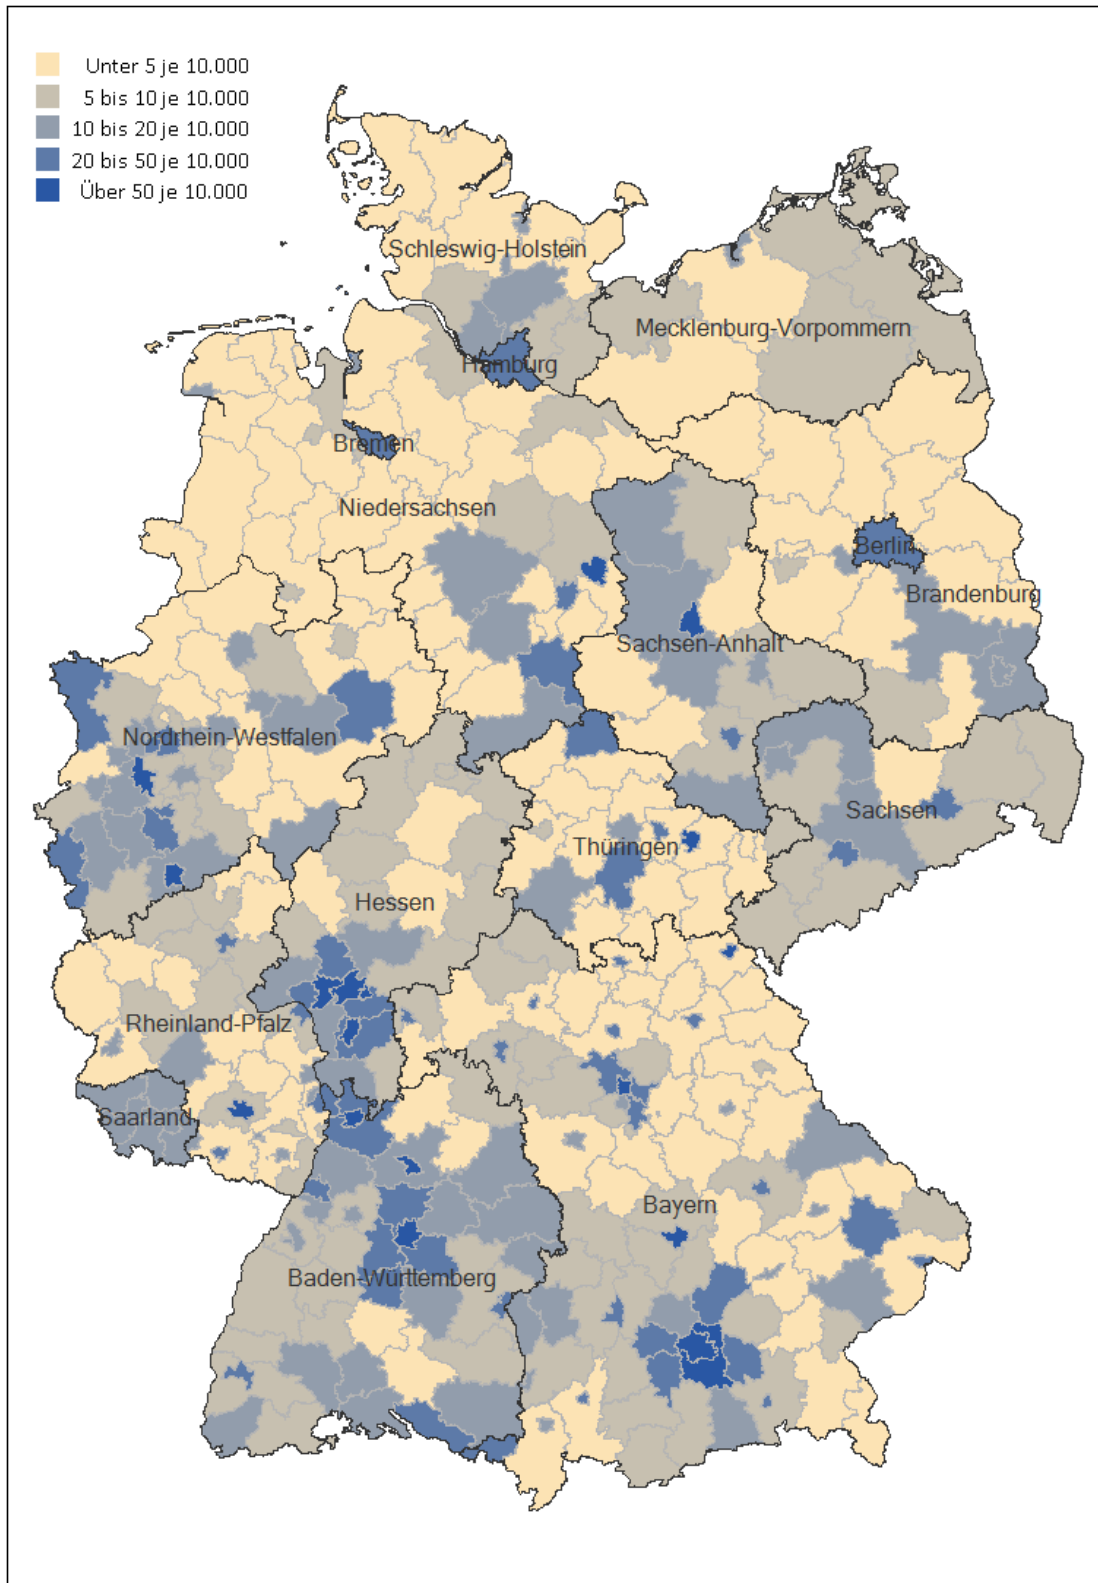 Unter 5 je 10.000
5 bis 10 je 10.000
10 bis 20 je 10.000
20 bis 50 je 10.000
Über 50 je 10.000
Schleswig-Holstein
Mecklenburg-Vorpommern
Hamburg
Bremen
Niedersachsen
Berlin
Brandenburg
Sachsen-Anhalt
Nordrhein-Westfalen
Sachsen
Thüringen
Hessen
Rheinland-Pfalz
Saarland
Bayern
Baden-Württemberg